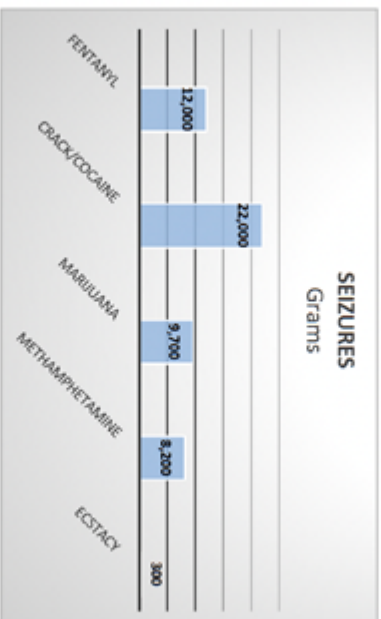 SEIZURES
Grams
12,000
22,000
9,700
8,200
300
FENTANYL
CRACK/COCAINE
MARIJUANA
METHAMPHETAMINE
ECSTACY